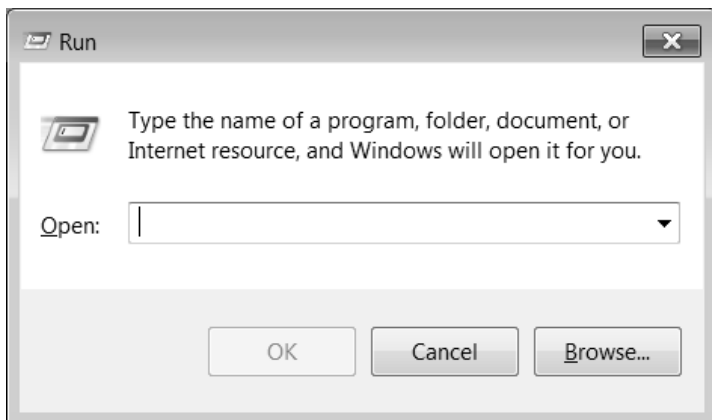 Run
Type the name of a program, folder, document, or
Internet resource, and Windows will open it for you.
Open:
OK Cancel Browse...